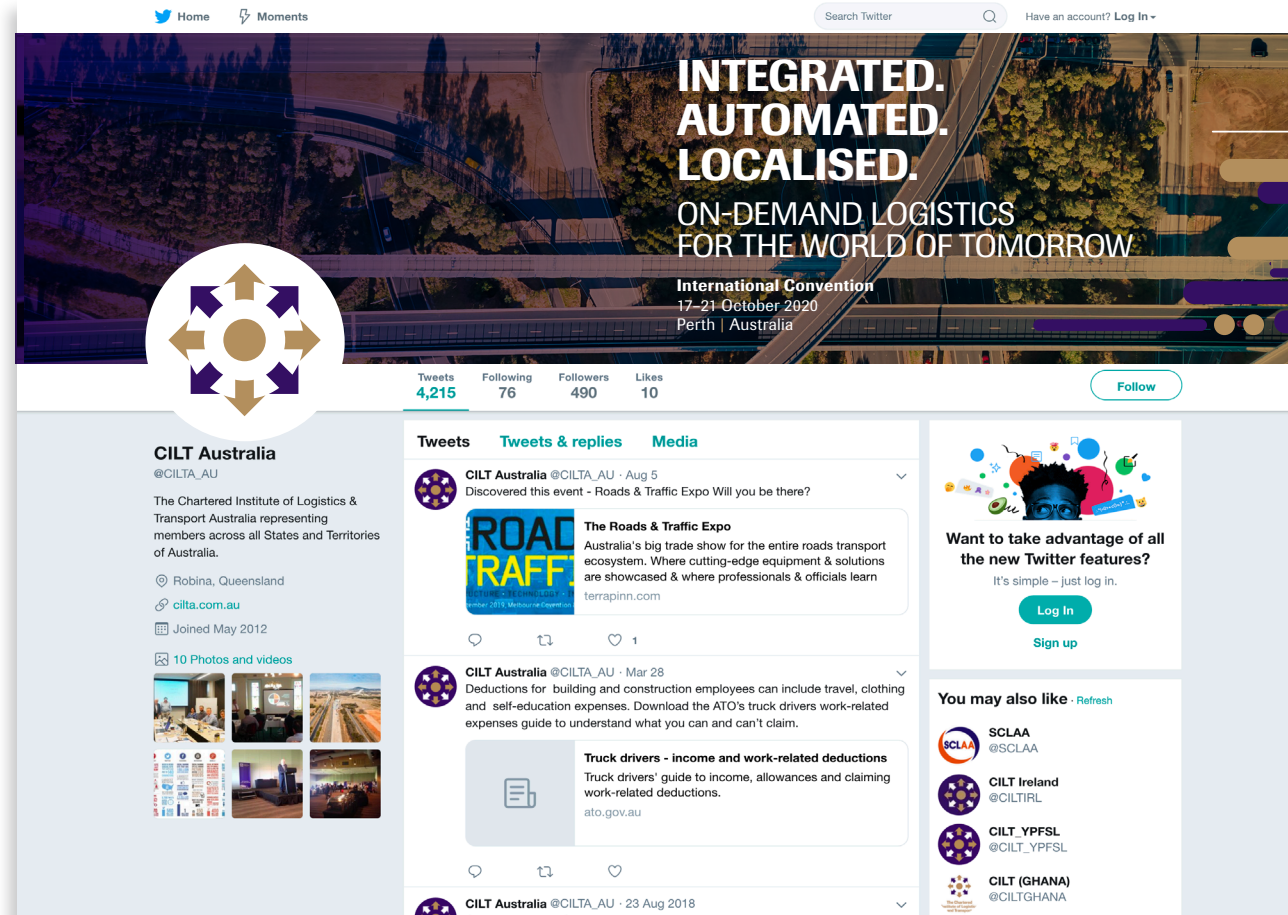 Home
Moments
Search Twitter
Have an account? Log In
INTEGRATED.
AUTOMATED.
LOCALISED.
ON-DEMAND LOGISTICS
FOR THE WORLD OF TOMORROW
International Convention
17–21 October 2020
Perth | Australia
Tweets
4,215
Following
76
Followers
490
Likes
10
Follow
CILT Australia
@CILTA_AU
The Chartered Institute of Logistics &
Transport Australia representing
members across all States and Territories
of Australia.
Robina, Queensland
cilta.com.au
Joined May 2012
10 Photos and videos
Tweets
Tweets & replies
Media
CILT Australia @CILTA_AU · Aug 5
Discovered this event - Roads & Traffic Expo Will you be there?
ROAD
TRAFF
The Roads & Traffic Expo
Australia's big trade show for the entire roads transport
ecosystem. Where cutting-edge equipment & solutions
are showcased & where professionals & officials learn
terrapinn.com
1
CILT Australia @CILTA_AU · Mar 28
Deductions for building and construction employees can include travel, clothing
and self-education expenses. Download the ATO's truck drivers work-related
expenses guide to understand what you can and can't claim.
Truck drivers - income and work-related deductions
Truck drivers' guide to income, allowances and claiming
work-related deductions.
ato.gov.au
CILT Australia @CILTA_AU · 23 Aug 2018
Want to take advantage of all
the new Twitter features?
It's simple – just log in.
Log In
Sign up
You may also like · Refresh
SCLAA
SCLAA
@SCLAA
CILT Ireland
@CILTIRL
CILT_YPFSL
@CILT_YPFSL
CILT (GHANA)
@CILTGHANA